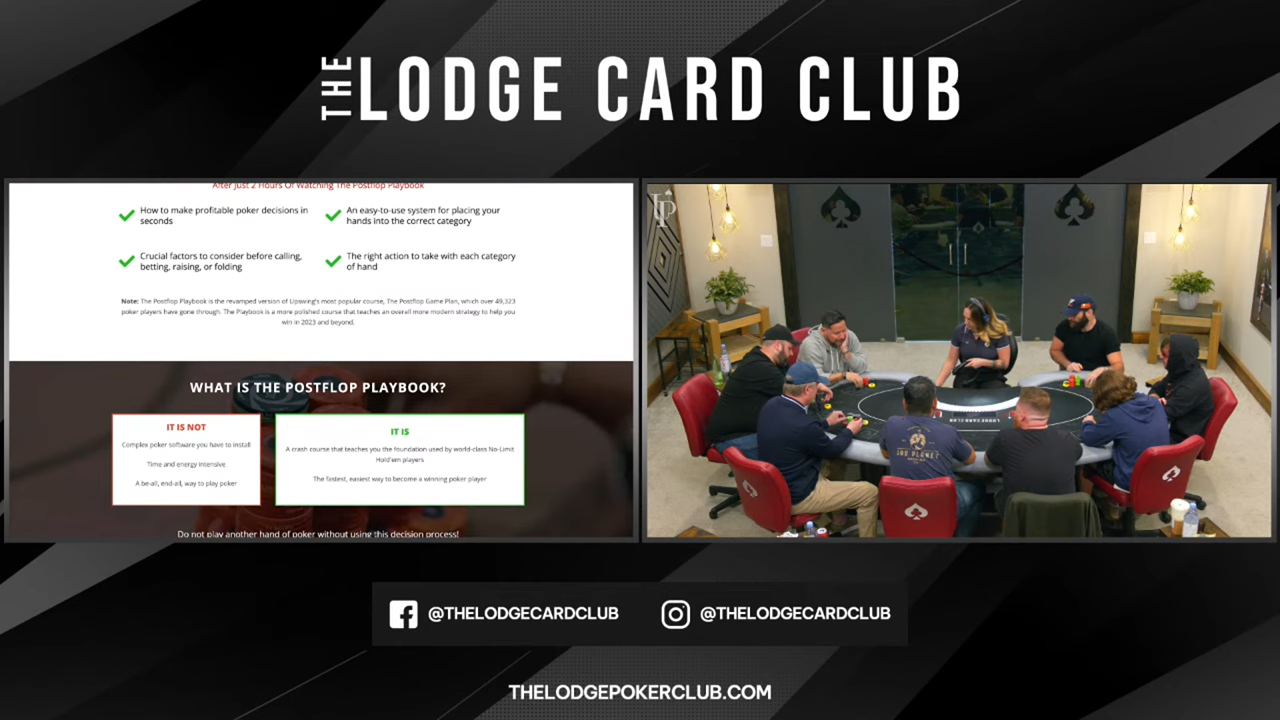 THE LODGE CARD CLUB
After Just 2 Hours Of Watching The Postflop Playbook
How to make profitable poker decisions in
seconds
An easy-to-use system for placing your
hands into the correct category
Crucial factors to consider before calling,
betting, raising, or folding
The right action to take with each category
of hand
Note: The Postflop Playbook is the revamped version of Upswing's most popular course, The Postflop Game Plan, which over 49,323
poker players have gone through. The Playbook is a more polished course that teaches an overall more modern strategy to help you
win in 2023 and beyond.
WHAT IS THE POSTFLOP PLAYBOOK?
IT IS NOT
Complex poker software you have to install
Time and energy intensive
A be-all, end-all, way to play poker
IT IS
A crash course that teaches you the foundation used by world-class No-Limit
Hold'em players
The fastest, easiest way to become a winning poker player
Do not play another hand of poker without using this decision process!
@THELODGECARDCLUB
@THELODGECARDCLUB
THELODGEPOKERCLUB.COM